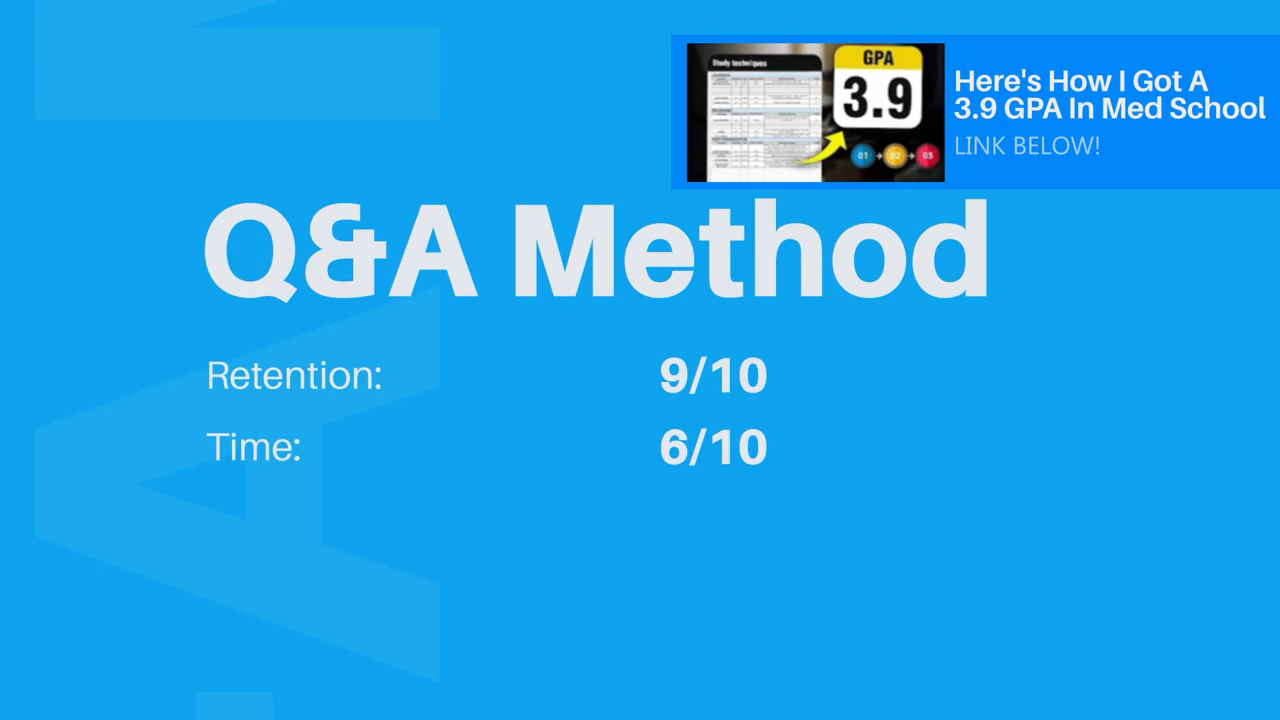 Study techniques
GPA
3.9
01
02
03
Here's How I Got A
3.9 GPA In Med School
LINK BELOW!
Q&A Method
Retention: 9/10
Time: 6/10